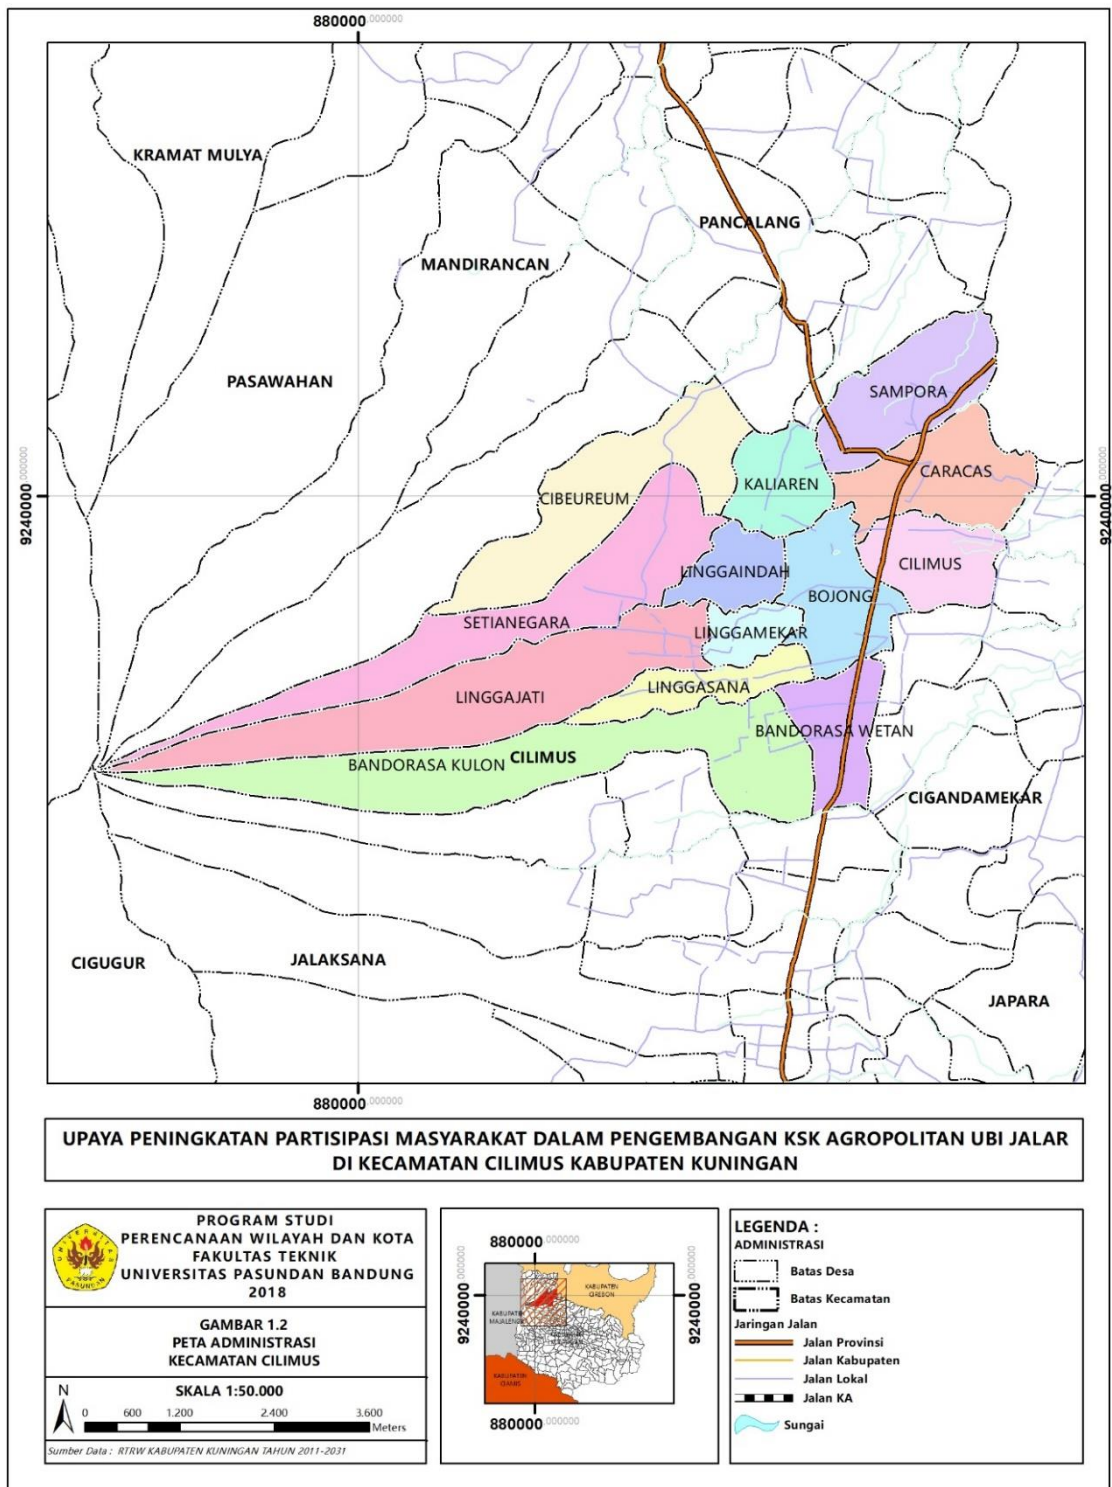 880000.000000
KRAMAT MULYA
PANCALANG
MANDIRANCAN
PASAWAHAN
SAMPORA
9240000.000000
9240000.000000
CARACAS
KALIAREN
CIBEUREUM
CILIMUS
LINGGAINDAH
BOJONG
SETIANEGARA
LINGGAMEKAR
LINGGAJATI
LINGGASANA
BANDORASA WETAN
BANDORASA KULON
CILIMUS
CIGANDAMEKAR
CIGUGUR
JALAKSANA
JAPARA
880000.000000
UPAYA PENINGKATAN PARTISIPASI MASYARAKAT DALAM PENGEMBANGAN KSK AGROPOLITAN UBI JALAR
DI KECAMATAN CILIMUS KABUPATEN KUNINGAN
UNIVERSITAS
PASUNDAN
PROGRAM STUDI
PERENCANAAN WILAYAH DAN KOTA
FAKULTAS TEKNIK
UNIVERSITAS PASUNDAN BANDUNG
2018
GAMBAR 1.2
PETA ADMINISTRASI
KECAMATAN CILIMUS
N
SKALA 1:50.000
0 600 1.200 2.400 3.600
Meters
Sumber Data : RTRW KABUPATEN KUNINGAN TAHUN 2011-2031
880000.000000
9240000.000000
9240000.000000
KABUPATEN
CIREBON
KABUPATEN
MAJALENGKA
KABUPATEN
CIAMIS
880000.000000
LEGENDA :
ADMINISTRASI
Batas Desa
Batas Kecamatan
Jaringan Jalan
Jalan Provinsi
Jalan Kabupaten
Jalan Lokal
Jalan KA
Sungai